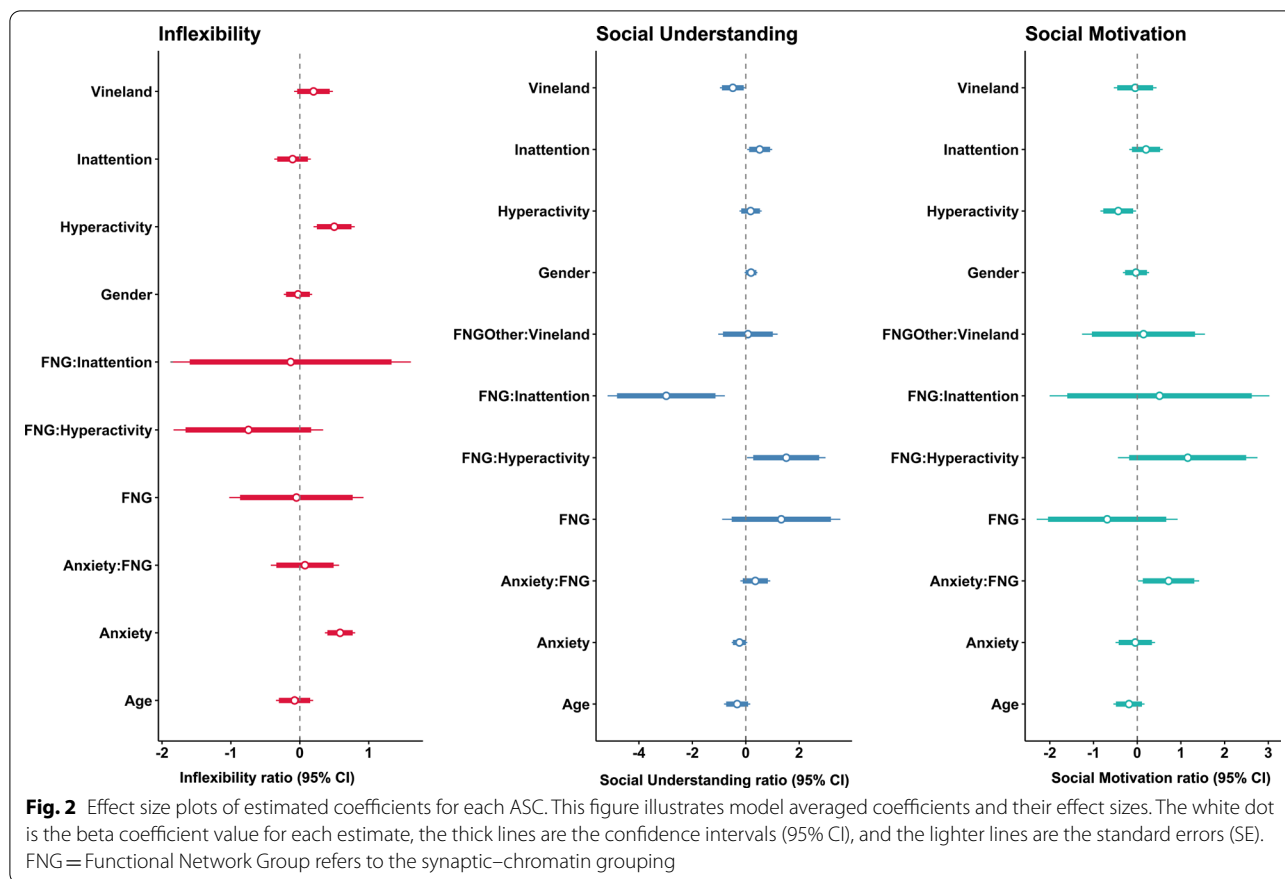 Inflexibility
Vineland
Inattention
Hyperactivity
Gender
FNG:Inattention
FNG:Hyperactivity
FNG
Anxiety:FNG
Anxiety
Age
-2 -1 0 1
Inflexibility ratio (95% CI)
Social Understanding
Vineland
Inattention
Hyperactivity
Gender
FNGOther:Vineland
FNG:Inattention
FNG:Hyperactivity
FNG
Anxiety:FNG
Anxiety
Age
-4 -2 0 2
Social Understanding ratio (95% CI)
Social Motivation
Vineland
Inattention
Hyperactivity
Gender
FNGOther:Vineland
FNG:Inattention
FNG:Hyperactivity
FNG
Anxiety:FNG
Anxiety
Age
-2 -1 0 1 2 3
Social Motivation ratio (95% CI)
Fig. 2 Effect size plots of estimated coefficients for each ASC. This figure illustrates model averaged coefficients and their effect sizes. The white dot
is the beta coefficient value for each estimate, the thick lines are the confidence intervals (95% CI), and the lighter lines are the standard errors (SE).
FNG = Functional Network Group refers to the synaptic–chromatin grouping